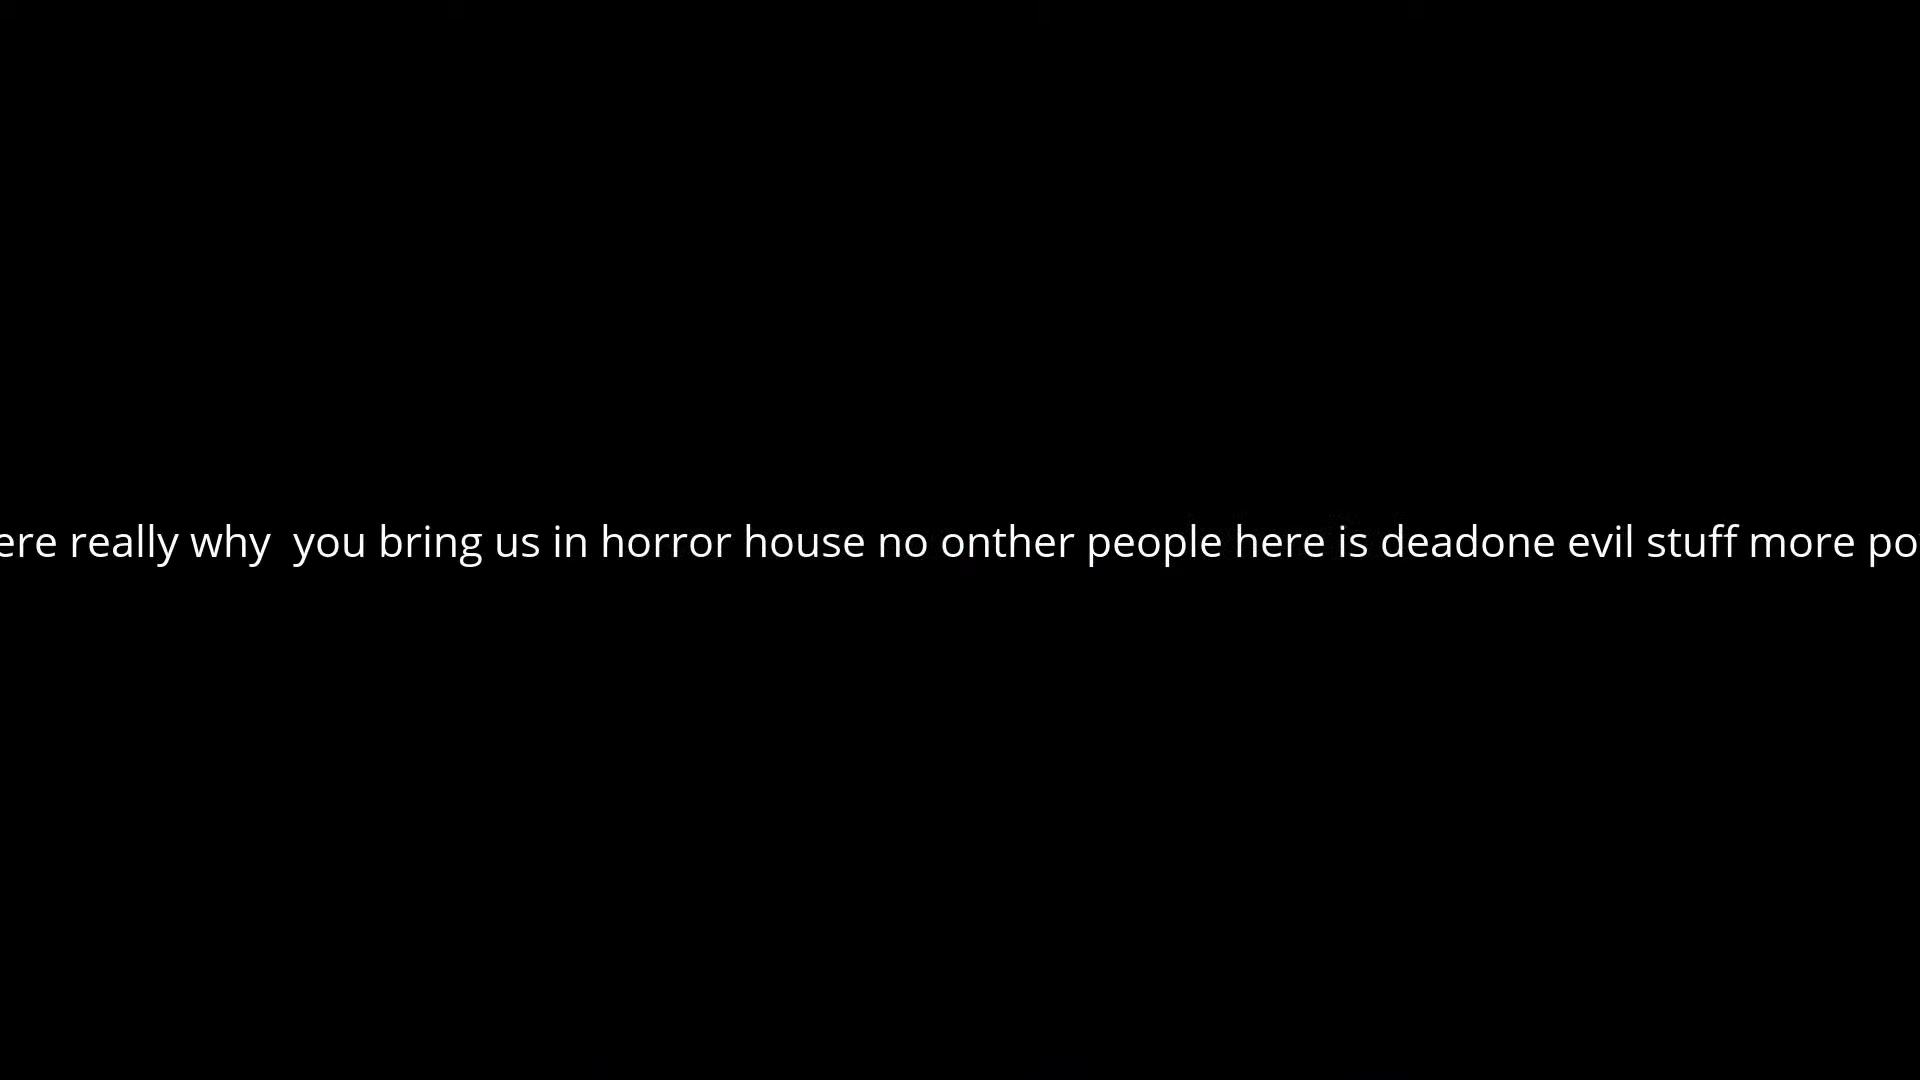 ere really why  you bring us in horror house no onther people here is deadone evil stuff more po